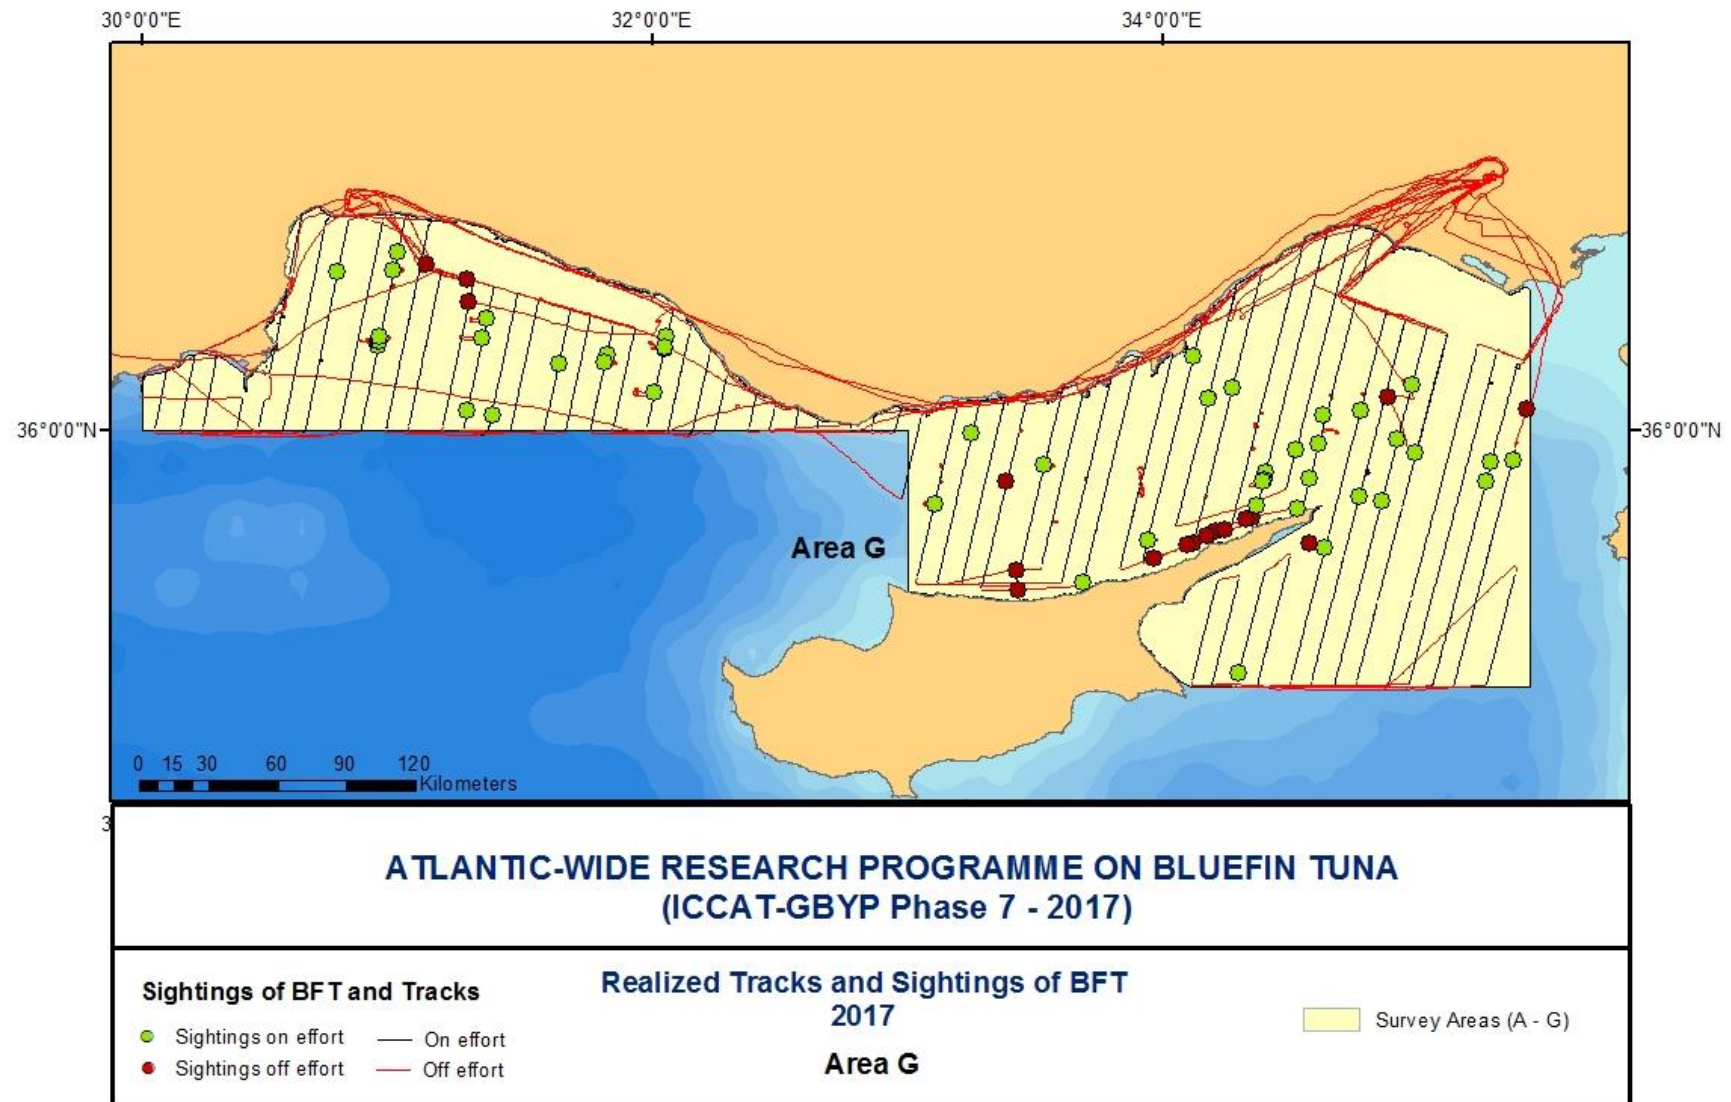 30°0'0"E 32°0'0"E 34°0'0"E
36°0'0"N 36°0'0"N
Area G
0 15 30 60 90 120
Kilometers
3
ATLANTIC-WIDE RESEARCH PROGRAMME ON BLUEFIN TUNA
(ICCAT-GBYP Phase 7 - 2017)
Sightings of BFT and Tracks
Sightings on effort On effort
Sightings off effort Off effort
Realized Tracks and Sightings of BFT
2017
Area G
Survey Areas (A - G)